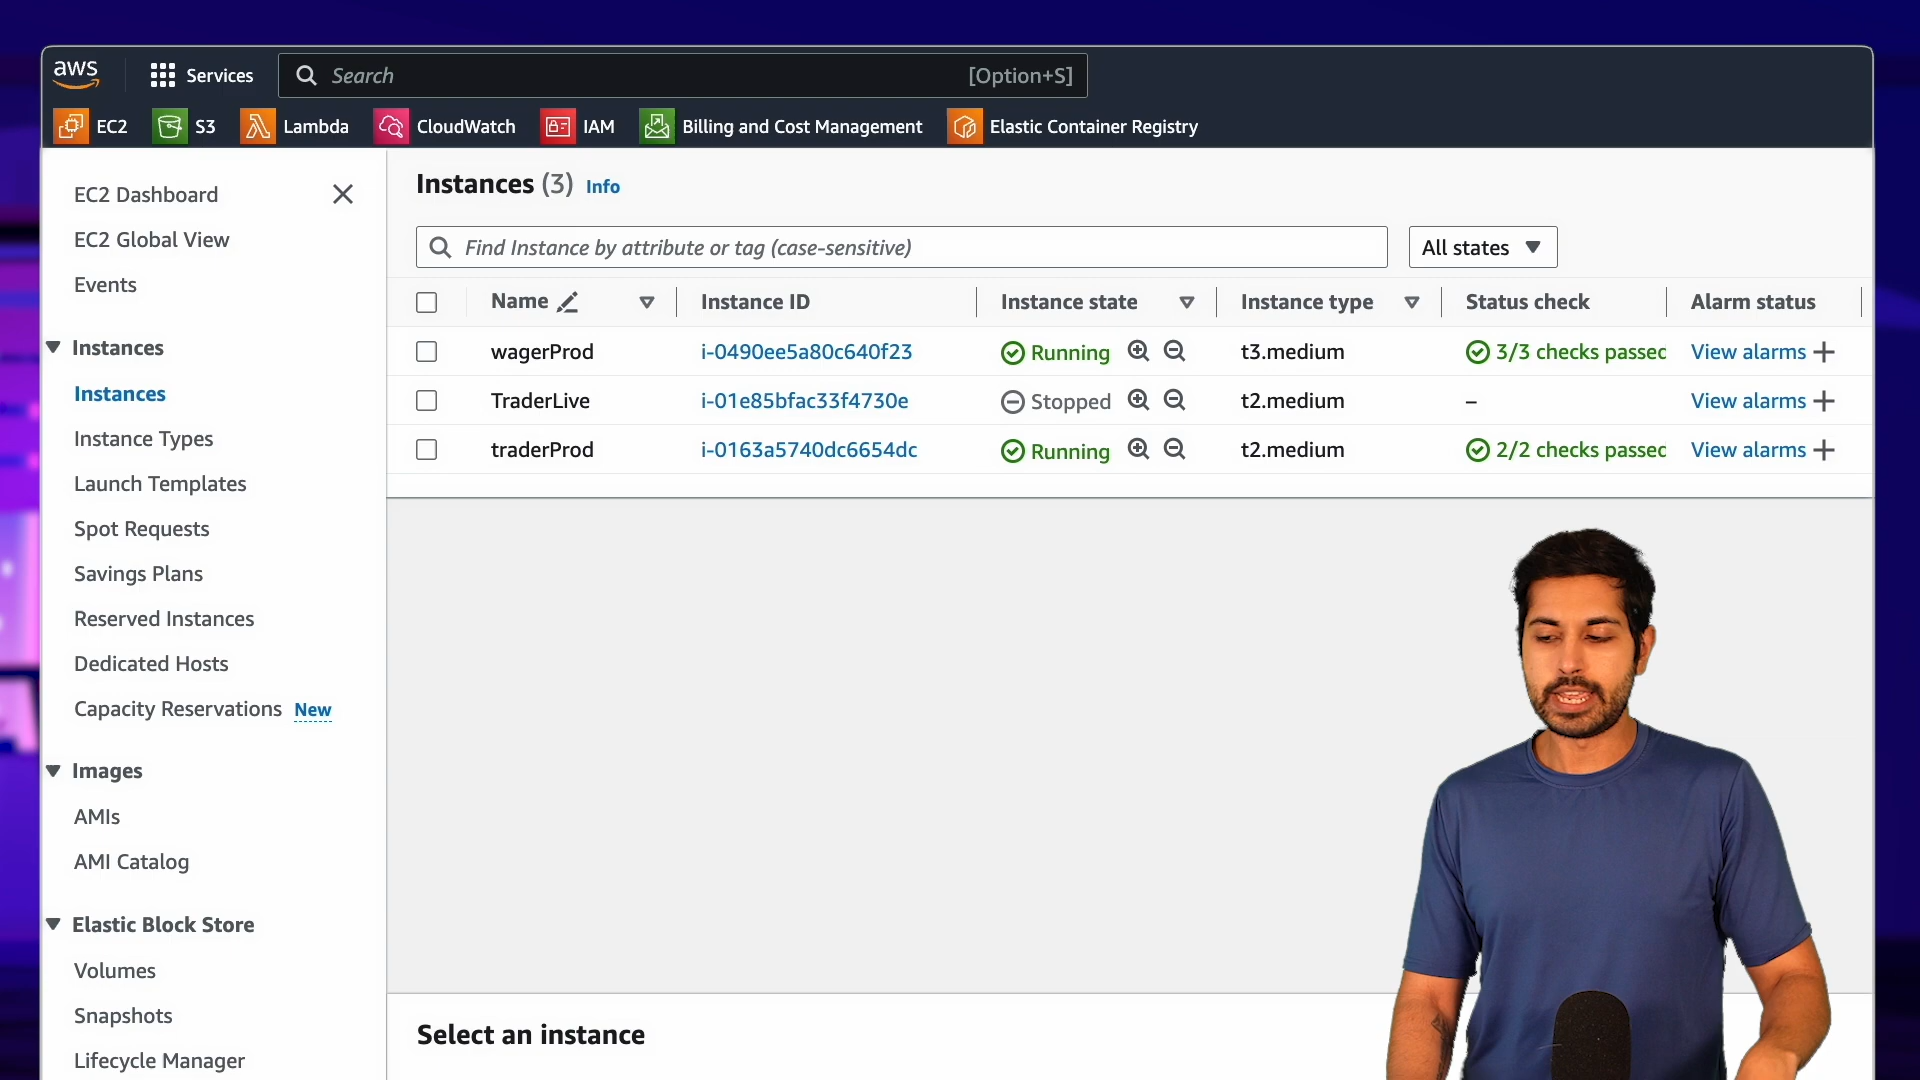 aws
Services
Search [Option+S]
EC2 S3 Lambda CloudWatch IAM Billing and Cost Management Elastic Container Registry
EC2 Dashboard
EC2 Global View
Events
Instances
Instances
Instance Types
Launch Templates
Spot Requests
Savings Plans
Reserved Instances
Dedicated Hosts
Capacity Reservations New
Images
AMIs
AMI Catalog
Elastic Block Store
Volumes
Snapshots
Lifecycle Manager
Instances (3) Info
Find Instance by attribute or tag (case-sensitive) All states
Name Instance ID Instance state Instance type Status check Alarm status
wagerProd i-0490ee5a80c640f23 Running t3.medium 3/3 checks passed View alarms +
TraderLive i-01e85bfac33f4730e Stopped t2.medium – View alarms +
traderProd i-0163a5740dc6654dc Running t2.medium 2/2 checks passed View alarms +
Select an instance